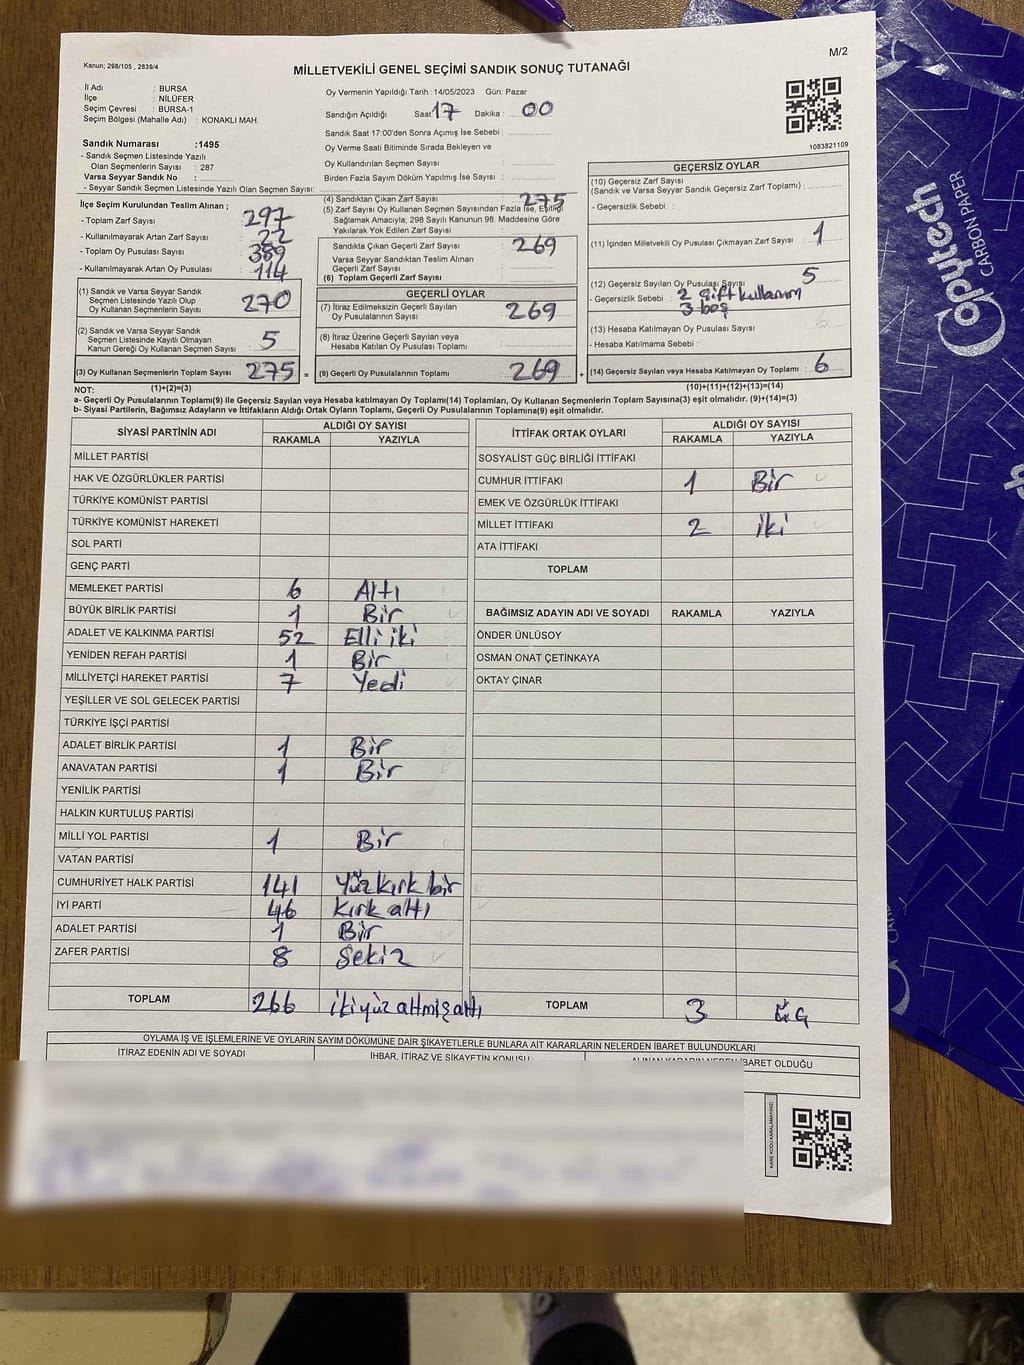 M/2
Kanun; 298/105 , 2839/4
MİLLETVEKİLİ GENEL SEÇİMİ SANDIK SONUÇ TUTANAĞI
İl Adı : BURSA
İlçe : NİLÜFER
Seçim Çevresi : BURSA-1
Seçim Bölgesi (Mahalle Adı) : KONAKLI MAH.
Sandık Numarası :1495
- Sandık Seçmen Listesinde Yazılı
Olan Seçmenlerin Sayısı : 287
Varsa Seyyar Sandık No :
- Seyyar Sandık Seçmen Listesinde Yazılı Olan Seçmen Sayısı:
Oy Vermenin Yapıldığı Tarih :14/05/2023 Gün: Pazar
Sandığın Açıldığı Saat: 17 Dakika : 00
Sandık Saat 17:00'den Sonra Açımış İse Sebebi :
Oy Verme Saati Bitiminde Sırada Bekleyen ve
Oy Kullandırılan Seçmen Sayısı :
Birden Fazla Sayım Döküm Yapılmış İse Sayısı :
1083821109
İlçe Seçim Kurulundan Teslim Alınan ;
- Toplam Zarf Sayısı : 297
- Kullanılmayarak Artan Zarf Sayısı : 22
- Toplam Oy Pusulası Sayısı : 389
- Kullanılmayarak Artan Oy Pusulası : 114
(1) Sandık ve Varsa Seyyar Sandık
Seçmen Listesinde Yazılı Olup
Oy Kullanan Seçmenlerin Sayısı : 270
(2) Sandık ve Varsa Seyyar Sandık
Seçmen Listesinde Kayıtlı Olmayan
Kanun Gereği Oy Kullanan Seçmen Sayısı : 5
(3) Oy Kullanan Seçmenlerin Toplam Sayısı : 275 =
(4) Sandıktan Çıkan Zarf Sayısı : 275
(5) Zarf Sayısı Oy Kullanan Seçmen Sayısından Fazla İse, Eşitliği
Sağlamak Amacıyla; 298 Sayılı Kanunun 98. Maddesine Göre
Yakılarak Yok Edilen Zarf Sayısı :
Sandıkta Çıkan Geçerli Zarf Sayısı : 269
Varsa Seyyar Sandıktan Teslim Alınan
Geçerli Zarf Sayısı :
(6) Toplam Geçerli Zarf Sayısı :
GEÇERLİ OYLAR
(7) İtiraz Edilmeksizin Geçerli Sayılan
Oy Pusulalarının Sayısı : 269
(8) İtiraz Üzerine Geçerli Sayılan veya
Hesaba Katılan Oy Pusulası Toplamı :
(9) Geçerli Oy Pusulalarının Toplamı : 269 +
GEÇERSİZ OYLAR
(10) Geçersiz Zarf Sayısı
(Sandık ve Varsa Seyyar Sandık Geçersiz Zarf Toplamı) :
- Geçersizlik Sebebi :
(11) İçinden Milletvekili Oy Pusulası Çıkmayan Zarf Sayısı : 1
(12) Geçersiz Sayılan Oy Pusulası Sayısı : 5
- Geçersizlik Sebebi : 2 çift kullanım
3 boş
(13) Hesaba Katılmayan Oy Pusulası Sayısı :
- Hesaba Katılmama Sebebi :
(14) Geçersiz Sayılan veya Hesaba Katılmayan Oy Toplamı : 6
NOT: (1)+(2)=(3) (10)+(11)+(12)+(13)=(14)
a- Geçerli Oy Pusulalarının Toplamı(9) ile Geçersiz Sayılan veya Hesaba katılmayan Oy Toplamı(14) Toplamları, Oy Kullanan Seçmenlerin Toplam Sayısına(3) eşit olmalıdır. (9)+(14)=(3)
b- Siyasi Partilerin, Bağımsız Adayların ve İttifakların Aldığı Ortak Oyların Toplamı, Geçerli Oy Pusulalarının Toplamına(9) eşit olmalıdır.
SİYASİ PARTİNİN ADI ALDIĞI OY SAYISI
RAKAMLA YAZIYLA
MİLLET PARTİSİ
HAK VE ÖZGÜRLÜKLER PARTİSİ
TÜRKİYE KOMÜNİST PARTİSİ
TÜRKİYE KOMÜNİST HAREKETİ
SOL PARTİ
GENÇ PARTİ
MEMLEKET PARTİSİ 6 Altı
BÜYÜK BİRLİK PARTİSİ 1 Bir
ADALET VE KALKINMA PARTİSİ 52 Elli iki
YENİDEN REFAH PARTİSİ 1 Bir
MİLLİYETÇİ HAREKET PARTİSİ 7 Yedi
YEŞİLLER VE SOL GELECEK PARTİSİ
TÜRKİYE İŞÇİ PARTİSİ
ADALET BİRLİK PARTİSİ 1 Bir
ANAVATAN PARTİSİ 1 Bir
YENİLİK PARTİSİ
HALKIN KURTULUŞ PARTİSİ
MİLLİ YOL PARTİSİ 1 Bir
VATAN PARTİSİ
CUMHURİYET HALK PARTİSİ 141 Yüz kırk bir
İYİ PARTİ 46 Kırk altı
ADALET PARTİSİ 1 Bir
ZAFER PARTİSİ 8 Sekiz
TOPLAM 266 iki yüz altmış altı
İTTİFAK ORTAK OYLARI ALDIĞI OY SAYISI
RAKAMLA YAZIYLA
SOSYALİST GÜÇ BİRLİĞİ İTTİFAKI
CUMHUR İTTİFAKI 1 Bir
EMEK VE ÖZGÜRLÜK İTTİFAKI
MİLLET İTTİFAKI 2 iki
ATA İTTİFAKI
TOPLAM
BAĞIMSIZ ADAYIN ADI VE SOYADI RAKAMLA YAZIYLA
ÖNDER ÜNLÜSOY
OSMAN ONAT ÇETİNKAYA
OKTAY ÇINAR
TOPLAM 3 üç
OYLAMA İŞ VE İŞLEMLERİNE VE OYLARIN SAYIM DÖKÜMÜNE DAİR ŞİKAYETLERLE BUNLARA AİT KARARLARIN NELERDEN İBARET BULUNDUKLARI
İTİRAZ EDENİN ADI VE SOYADI İHBAR, İTİRAZ VE ŞİKAYETİN KONUSU ALINAN KARARIN NEDEN İBARET OLDUĞU
KARE KODU KARALAMAYINIZ!
Copytech
CARBON PAPER